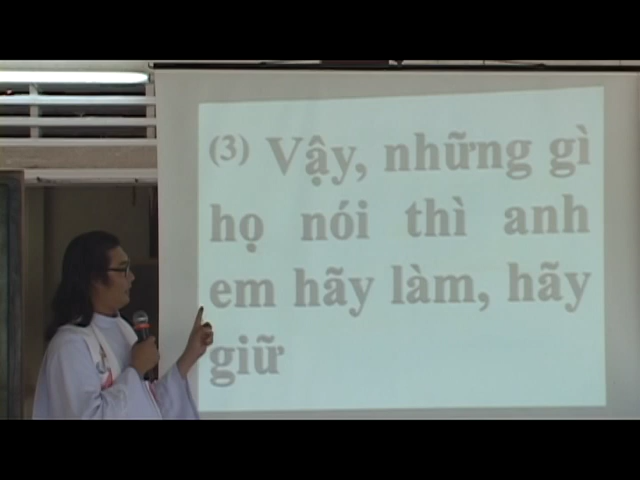 (3) Vậy, những gì
họ nói thì anh
em hãy làm, hãy
giữ